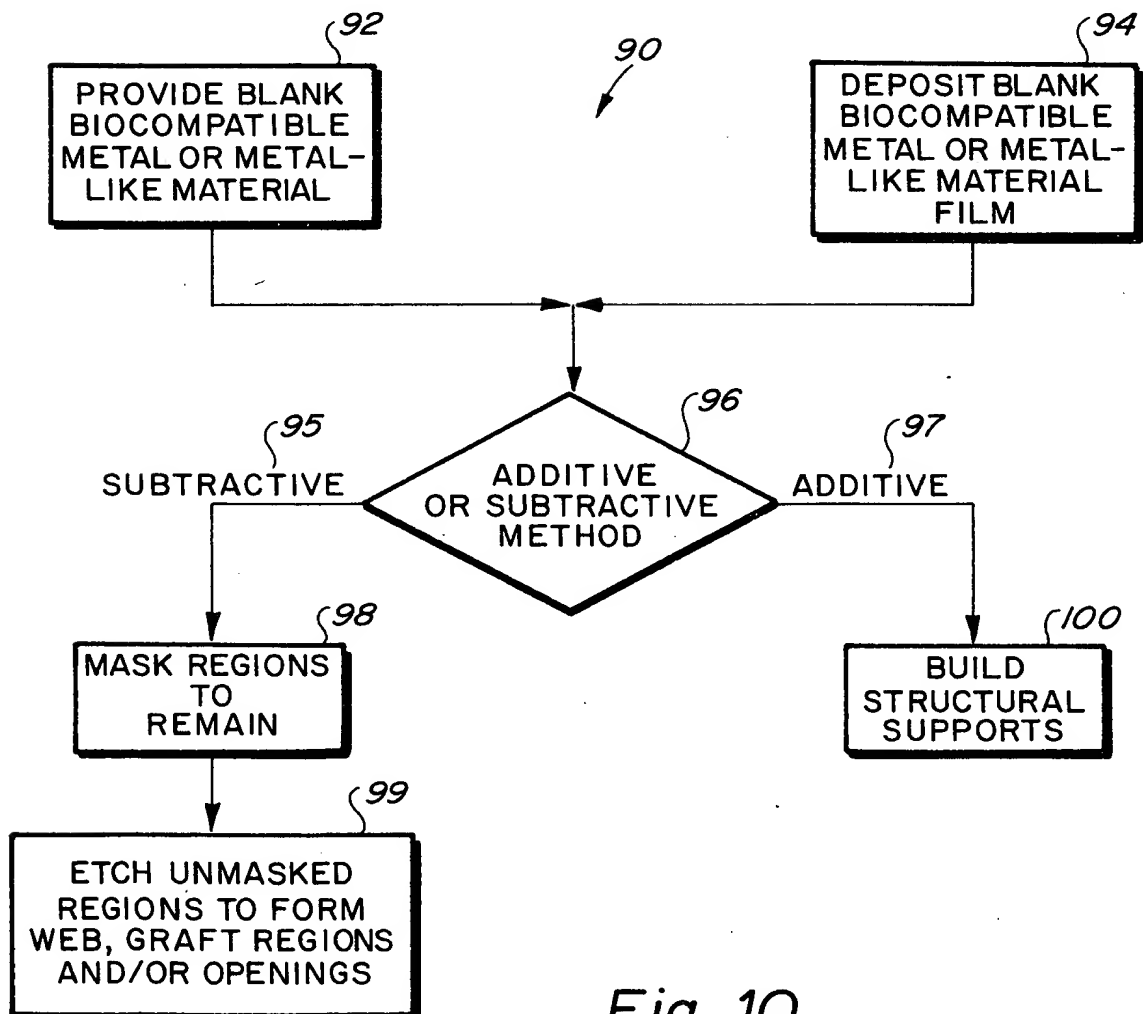 92
PROVIDE BLANK
BIOCOMPATIBLE
METAL OR METAL-
LIKE MATERIAL
90
94
DEPOSIT BLANK
BIOCOMPATIBLE
METAL OR METAL-
LIKE MATERIAL
FILM
96
ADDITIVE
OR SUBTRACTIVE
METHOD
95
SUBTRACTIVE
97
ADDITIVE
98
MASK REGIONS
TO
REMAIN
100
BUILD
STRUCTURAL
SUPPORTS
99
ETCH UNMASKED
REGIONS TO FORM
WEB, GRAFT REGIONS
AND/OR OPENINGS
Fig. 10